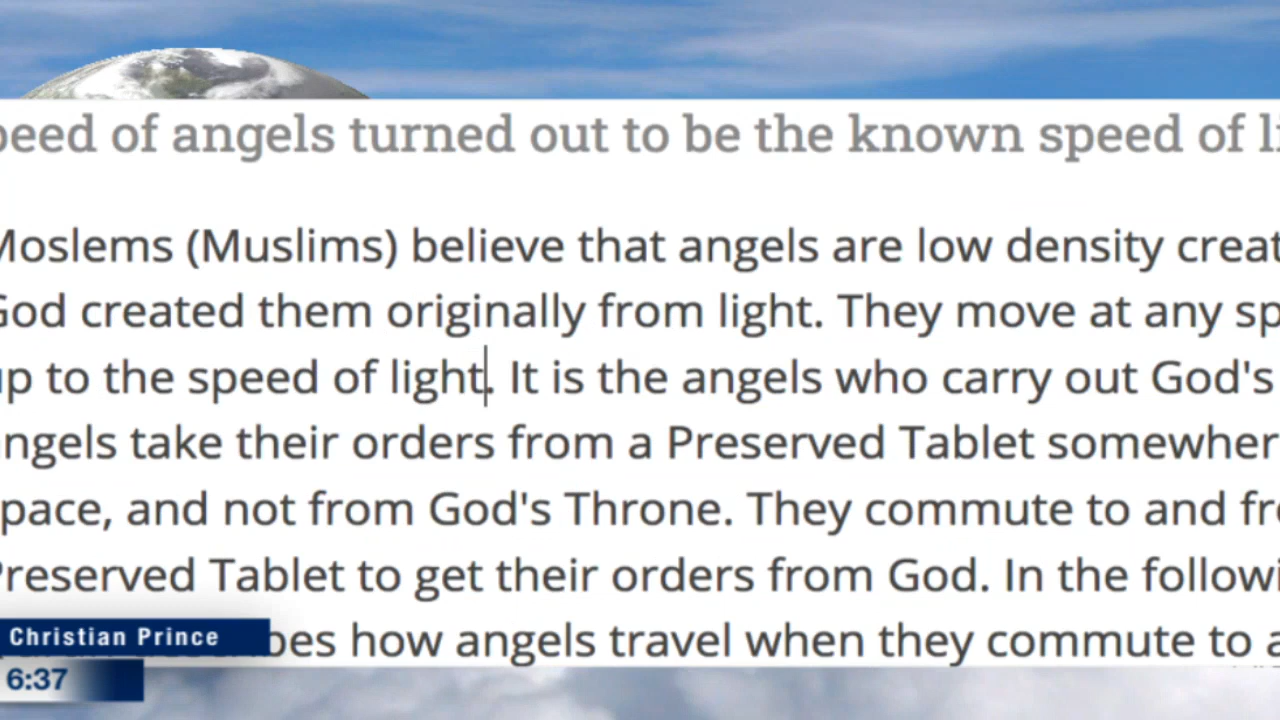 peed of angels turned out to be the known speed of li
Moslems (Muslims) believe that angels are low density creat
God created them originally from light. They move at any sp
up to the speed of light. It is the angels who carry out God's
angels take their orders from a Preserved Tablet somewher
pace, and not from God's Throne. They commute to and fr
Preserved Tablet to get their orders from God. In the followi
bes how angels travel when they commute to a
Christian Prince
6:37